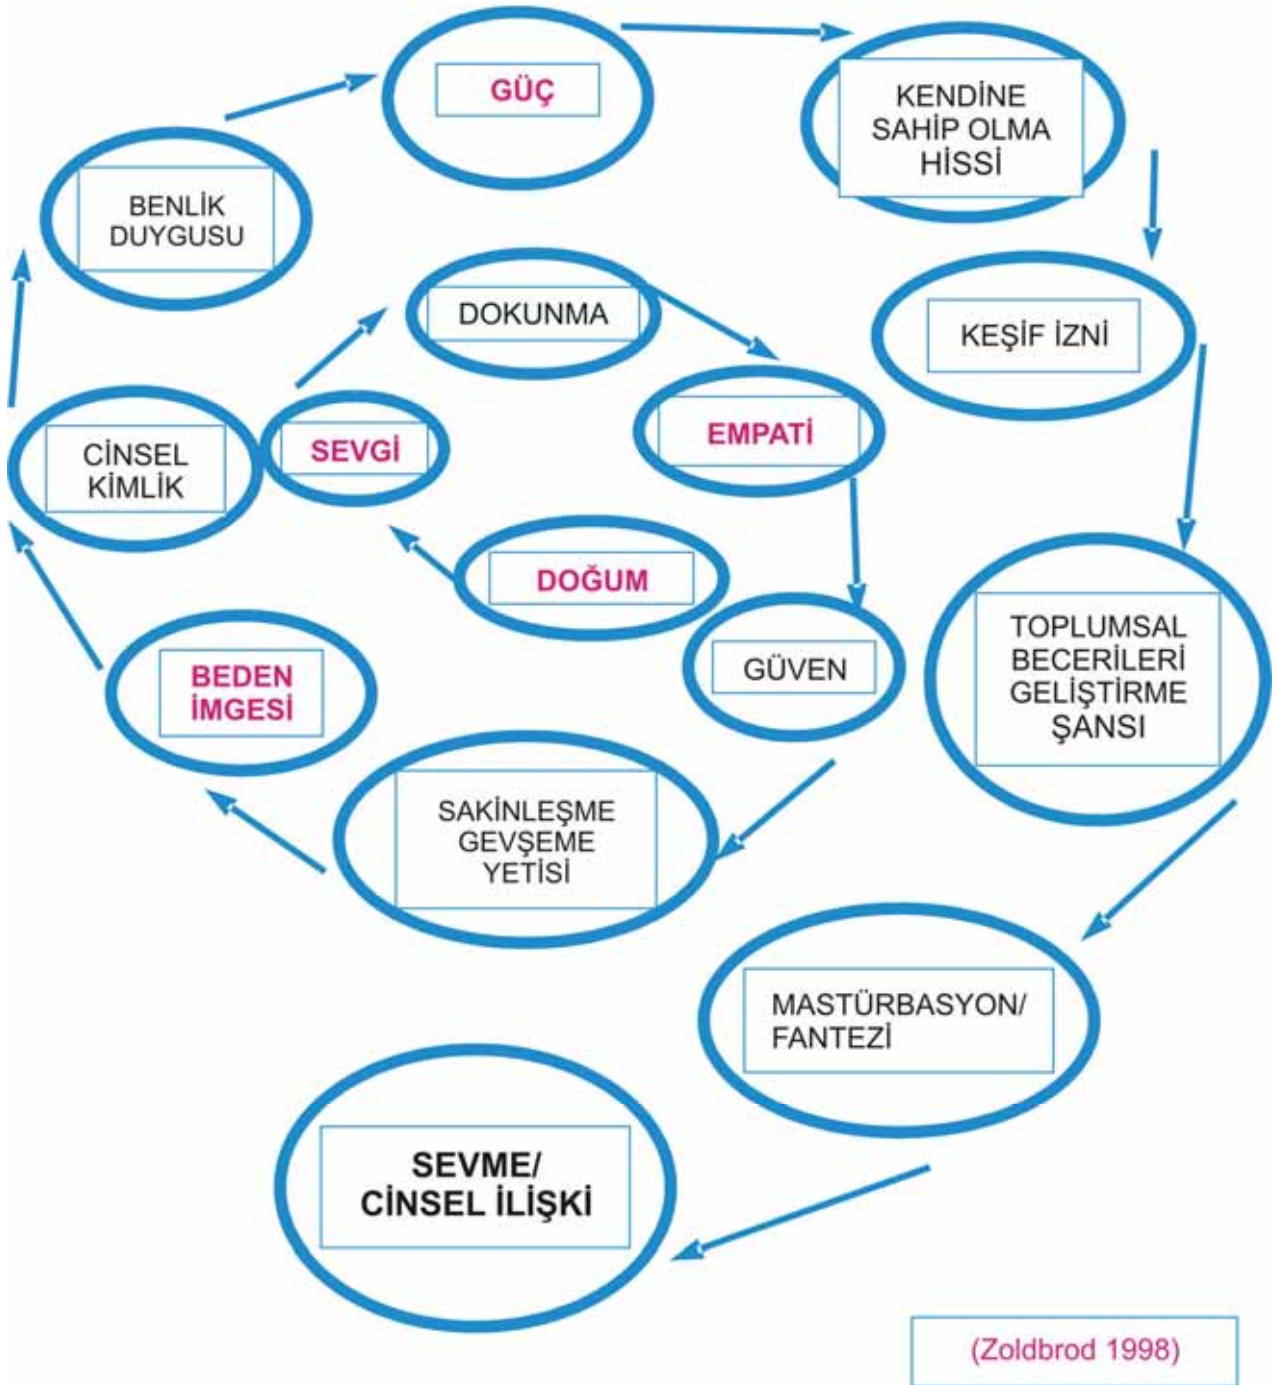 GÜÇ
KENDİNE
SAHİP OLMA
HİSSİ
BENLİK
DUYGUSU
DOKUNMA
KEŞİF İZNİ
CİNSEL
KİMLİK
SEVGİ
EMPATİ
DOĞUM
TOPLUMSAL
BECERİLERİ
GELİŞTİRME
ŞANSI
BEDEN
İMGESİ
GÜVEN
SAKİNLEŞME
GEVŞEME
YETİSİ
MASTÜRBASYON/
FANTEZİ
SEVME/
CİNSEL İLİŞKİ
(Zoldbrod 1998)